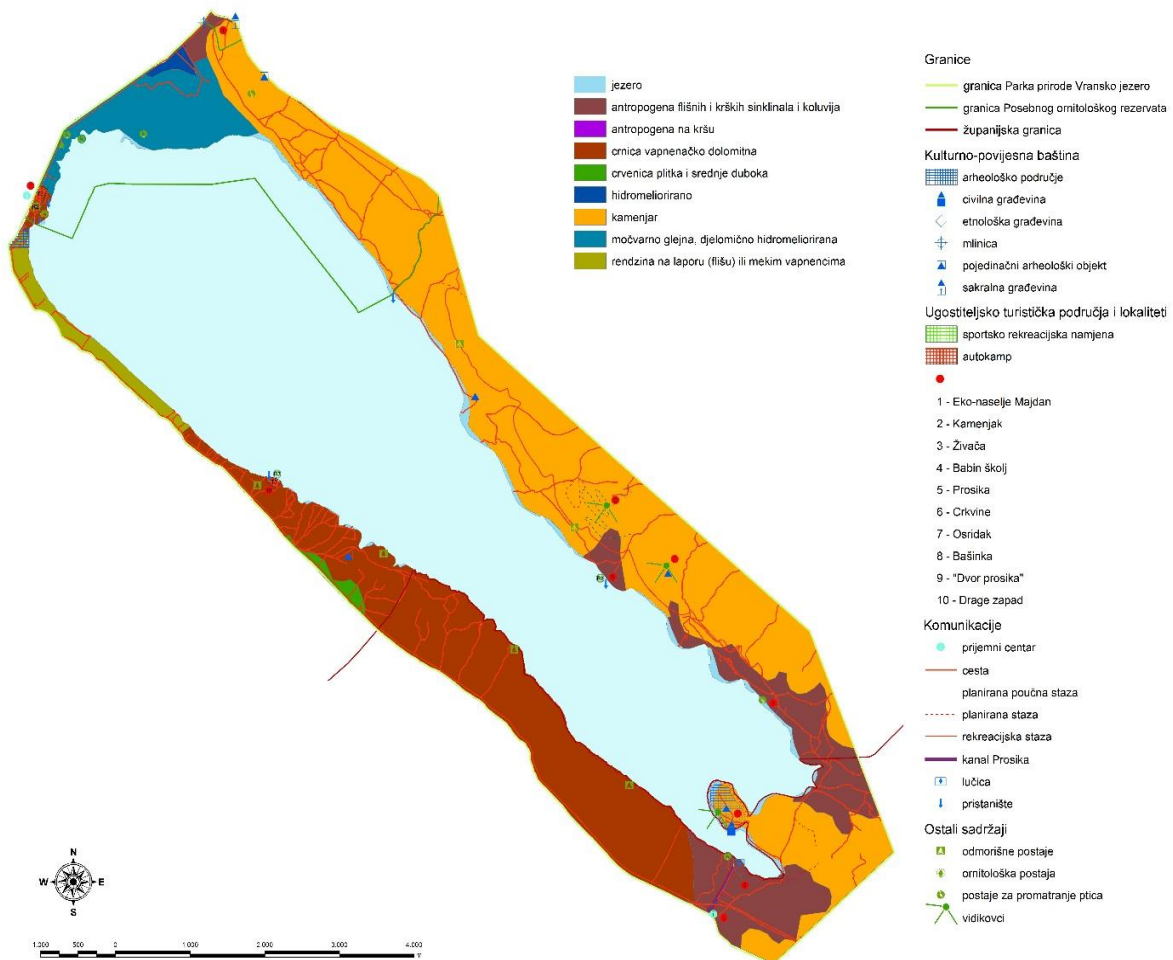 jezero
antropogena flišnih i krških sinklinala i koluvija
antropogena na kršu
crnica vapnenačko dolomitna
crvenica plitka i srednje duboka
hidromeliorirano
kamenjar
močvarno glejna, djelomično hidromeliorirana
rendzina na laporu (flišu) ili mekim vapnencima
Granice
granica Parka prirode Vransko jezero
granica Posebnog ornitološkog rezervata
županijska granica
Kulturno-povijesna baština
arheološko područje
civilna građevina
etnološka građevina
mlinica
pojedinačni arheološki objekt
sakralna građevina
Ugostiteljsko turistička područja i lokaliteti
sportsko rekreacijska namjena
autokamp
1 - Eko-naselje Majdan
2 - Kamenjak
3 - Živača
4 - Babin školj
5 - Prosika
6 - Crkvine
7 - Osridak
8 - Bašinka
9 - "Dvor prosika"
10 - Drage zapad
Komunikacije
prijemni centar
cesta
planirana poučna staza
planirana staza
rekreacijska staza
kanal Prosika
lučica
pristanište
Ostali sadržaji
odmorišne postaje
ornitološka postaja
postaje za promatranje ptica
vidikovci
N
W E
S
1.000 500 0 1.000 2.000 3.000 4.000